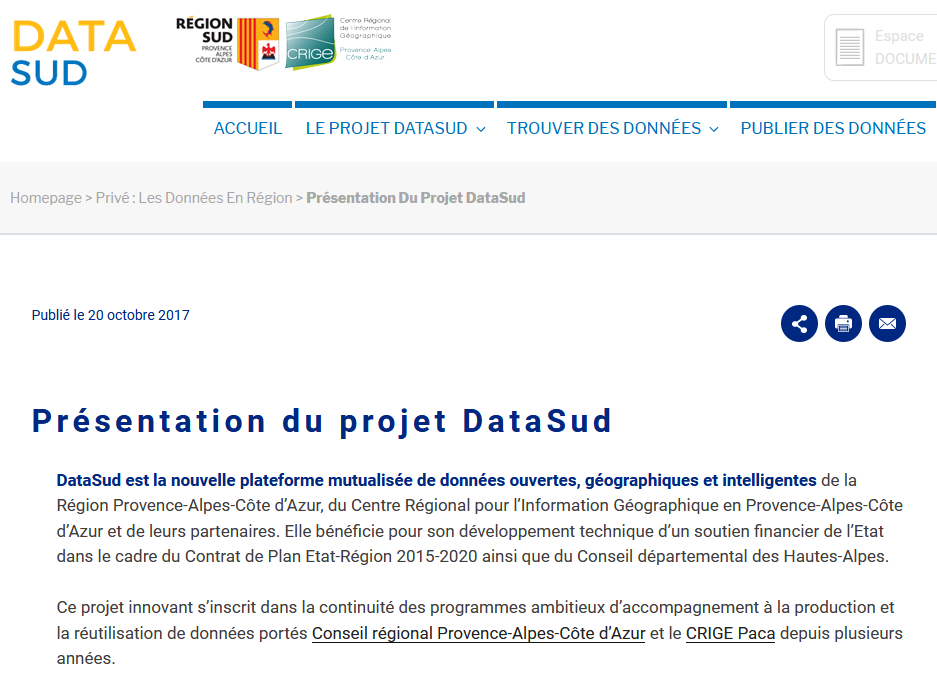 DATA
SUD
RÉGION
SUD
PROVENCE
ALPES
CÔTE D'AZUR
CRIGE
Centre Régional
de l'Information
Géographique
Provence Alpes
Côte d'Azur
Espace
DOCUME
ACCUEIL LE PROJET DATASUD TROUVER DES DONNÉES PUBLIER DES DONNÉES
Homepage > Privé : Les Données En Région > Présentation Du Projet DataSud
Publié le 20 octobre 2017
Présentation du projet DataSud
DataSud est la nouvelle plateforme mutualisée de données ouvertes, géographiques et intelligentes de la
Région Provence-Alpes-Côte d’Azur, du Centre Régional pour l’Information Géographique en Provence-Alpes-Côte
d’Azur et de leurs partenaires. Elle bénéficie pour son développement technique d’un soutien financier de l’Etat
dans le cadre du Contrat de Plan Etat-Région 2015-2020 ainsi que du Conseil départemental des Hautes-Alpes.
Ce projet innovant s’inscrit dans la continuité des programmes ambitieux d’accompagnement à la production et
la réutilisation de données portés Conseil régional Provence-Alpes-Côte d’Azur et le CRIGE Paca depuis plusieurs
années.